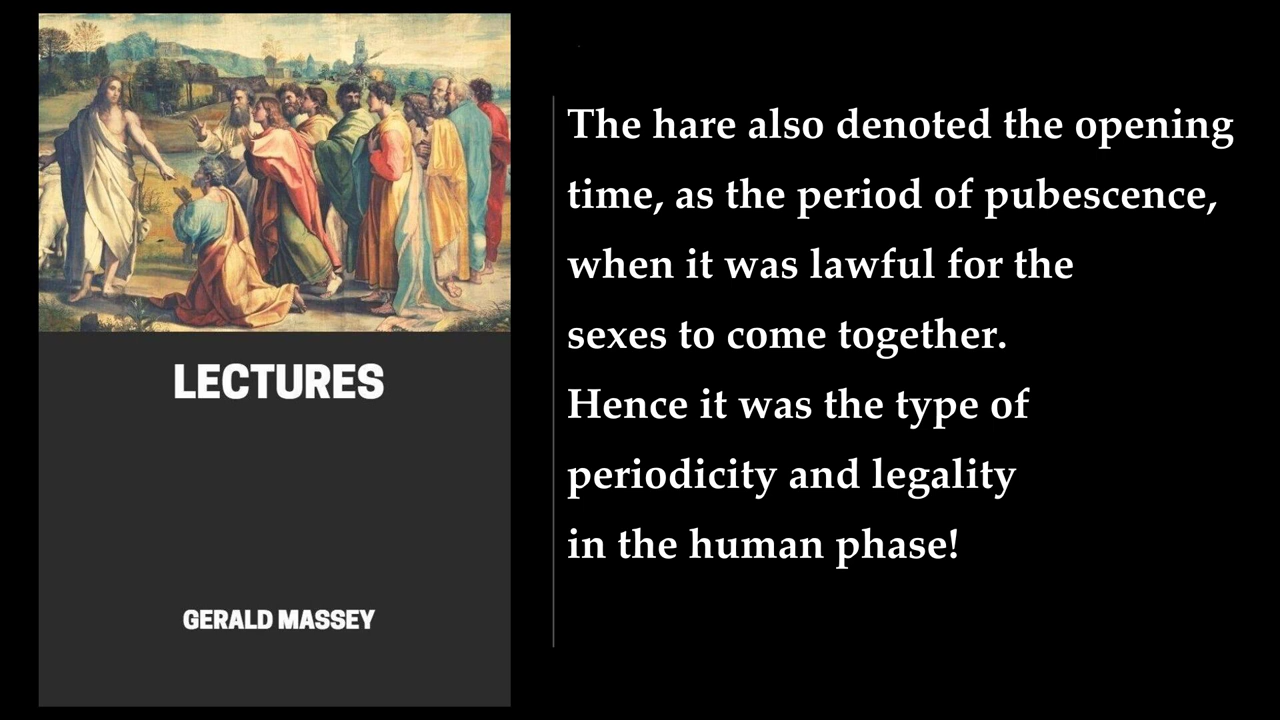 LECTURES
GERALD MASSEY
The hare also denoted the opening
time, as the period of pubescence,
when it was lawful for the
sexes to come together.
Hence it was the type of
periodicity and legality
in the human phase!